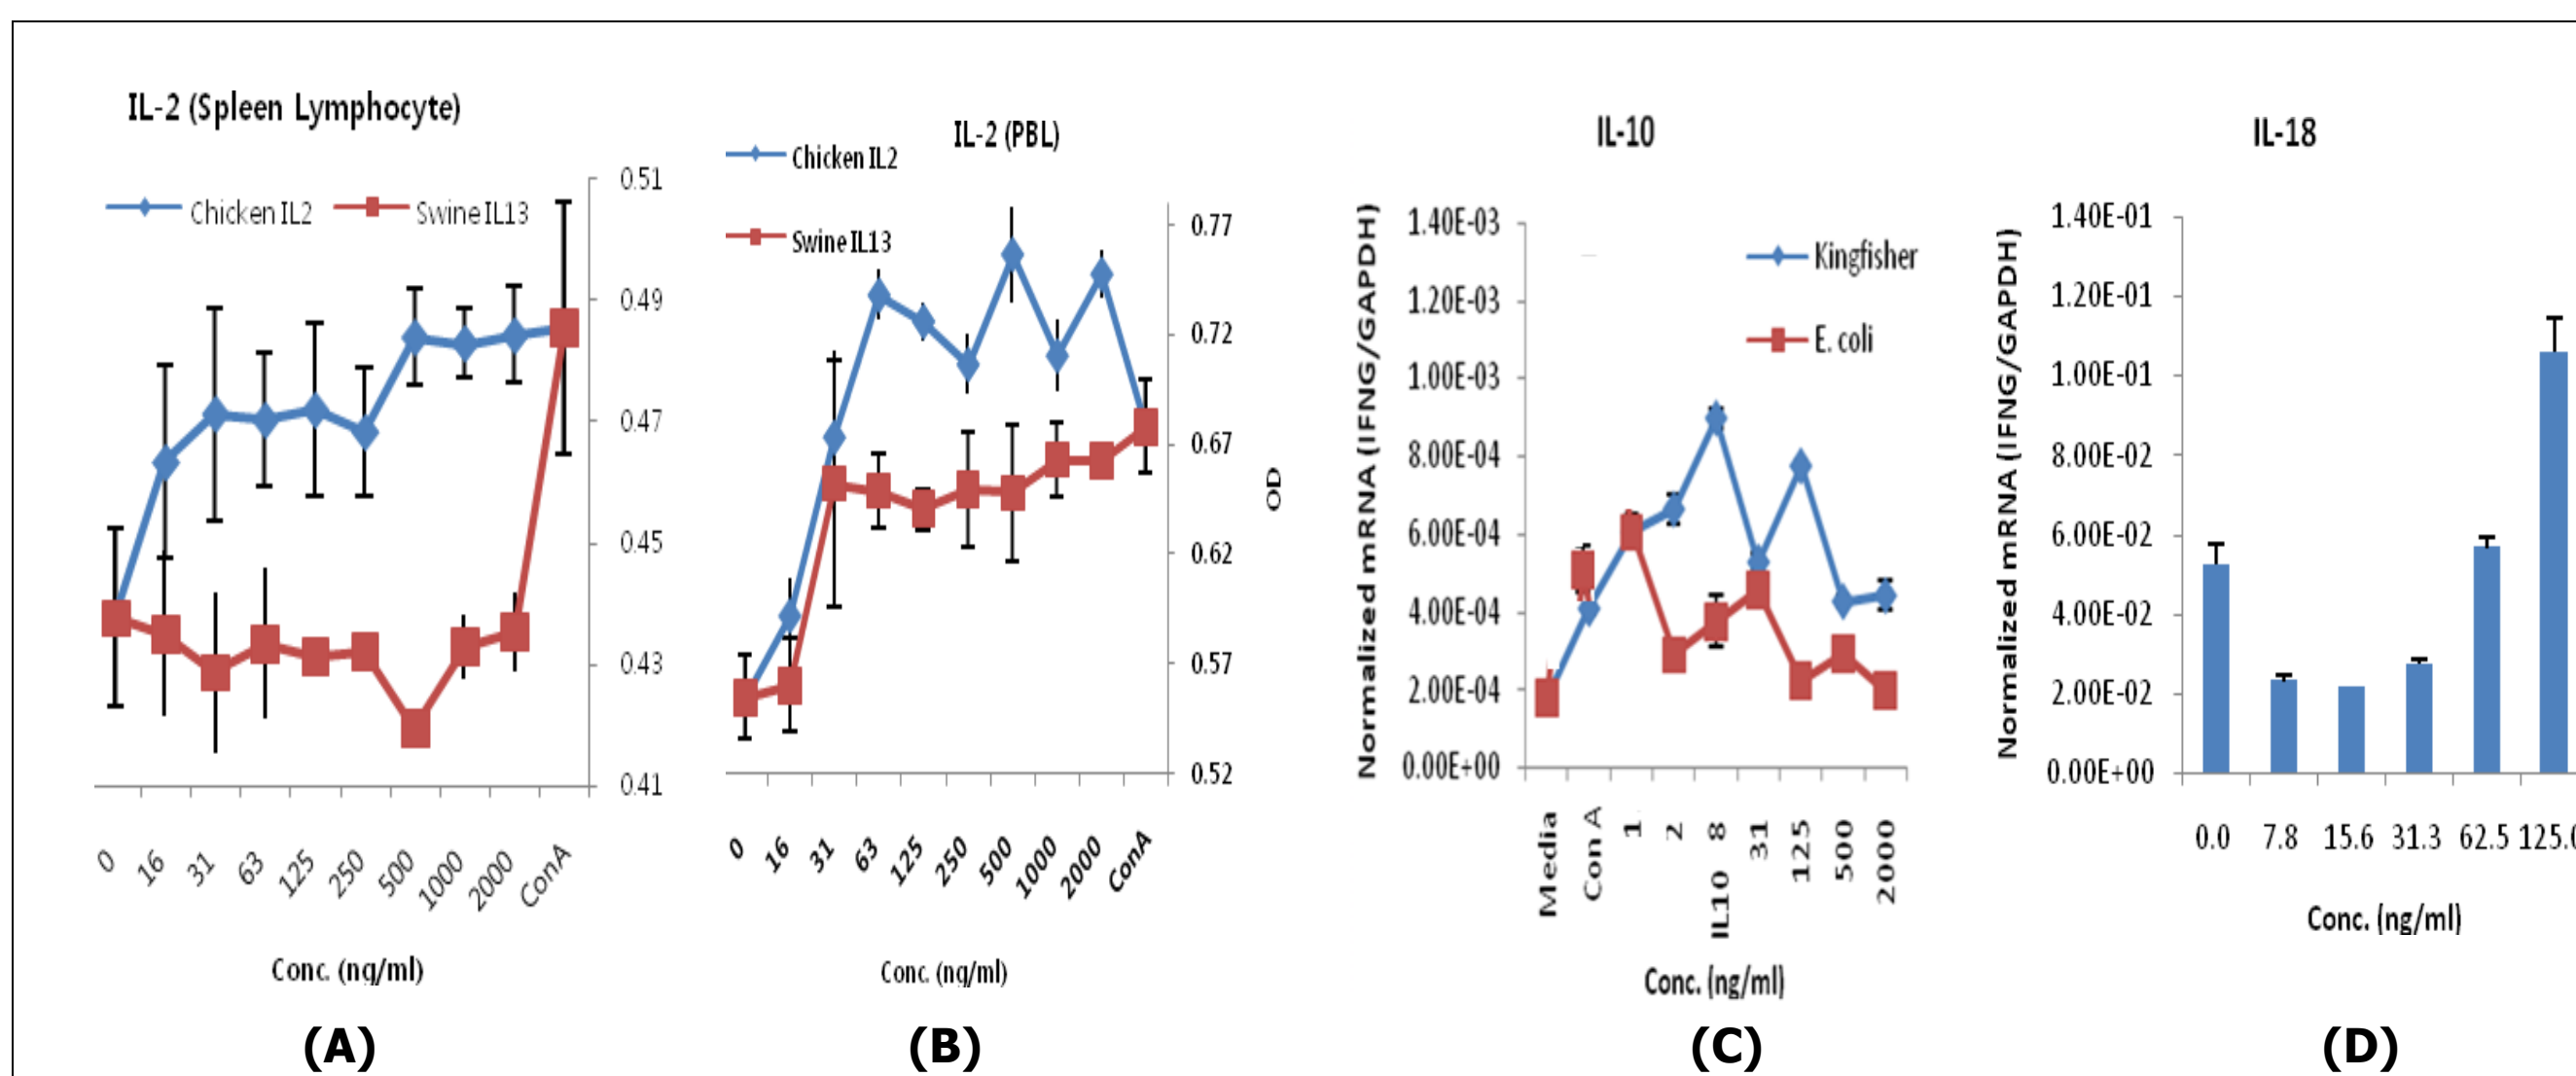 IL-2 (Spleen Lymphocyte)
Chicken IL2
Swine IL13
0.51
0.49
0.47
0.45
0.43
0.41
0
16
31
63
125
250
500
1000
2000
ConA
Conc. (ng/ml)
(A)
IL-2 (PBL)
Chicken IL2
Swine IL13
0.77
0.72
0.67
0.62
0.57
0.52
OD
0
16
31
63
125
250
500
1000
2000
ConA
Conc. (ng/ml)
(B)
IL-10
Normalized mRNA (IFNG/GAPDH)
1.40E-03
1.20E-03
1.00E-03
8.00E-04
6.00E-04
4.00E-04
2.00E-04
0.00E+00
Kingfisher
E. coli
Media
Con A
1
2
IL10 8
31
125
500
2000
Conc. (ng/ml)
(C)
IL-18
Normalized mRNA (IFNG/GAPDH)
1.40E-01
1.20E-01
1.00E-01
8.00E-02
6.00E-02
4.00E-02
2.00E-02
0.00E+00
0.0 7.8 15.6 31.3 62.5 125.0
Conc. (ng/ml)
(D)